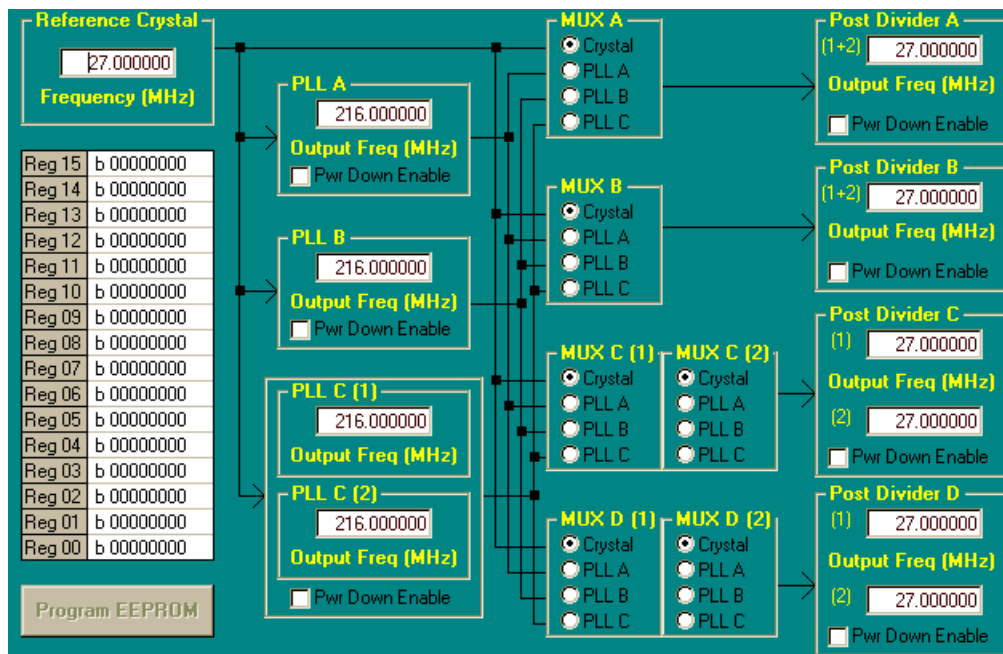 Reference Crystal
27.000000
Frequency (MHz)
Reg 15 b 00000000
Reg 14 b 00000000
Reg 13 b 00000000
Reg 12 b 00000000
Reg 11 b 00000000
Reg 10 b 00000000
Reg 09 b 00000000
Reg 08 b 00000000
Reg 07 b 00000000
Reg 06 b 00000000
Reg 05 b 00000000
Reg 04 b 00000000
Reg 03 b 00000000
Reg 02 b 00000000
Reg 01 b 00000000
Reg 00 b 00000000
Program EEPROM
PLL A
216.000000
Output Freq (MHz)
Pwr Down Enable
PLL B
216.000000
Output Freq (MHz)
Pwr Down Enable
PLL C (1)
216.000000
Output Freq (MHz)
PLL C (2)
216.000000
Output Freq (MHz)
Pwr Down Enable
MUX A
Crystal
PLL A
PLL B
PLL C
MUX B
Crystal
PLL A
PLL B
PLL C
MUX C (1)
Crystal
PLL A
PLL B
PLL C
MUX C (2)
Crystal
PLL A
PLL B
PLL C
MUX D (1)
Crystal
PLL A
PLL B
PLL C
MUX D (2)
Crystal
PLL A
PLL B
PLL C
Post Divider A
(1+2) 27.000000
Output Freq (MHz)
Pwr Down Enable
Post Divider B
(1+2) 27.000000
Output Freq (MHz)
Pwr Down Enable
Post Divider C
(1) 27.000000
Output Freq (MHz)
(2) 27.000000
Pwr Down Enable
Post Divider D
(1) 27.000000
Output Freq (MHz)
(2) 27.000000
Pwr Down Enable